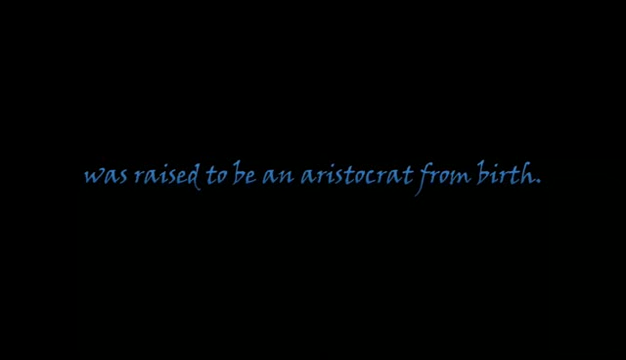 was raised to be an aristocrat from birth.